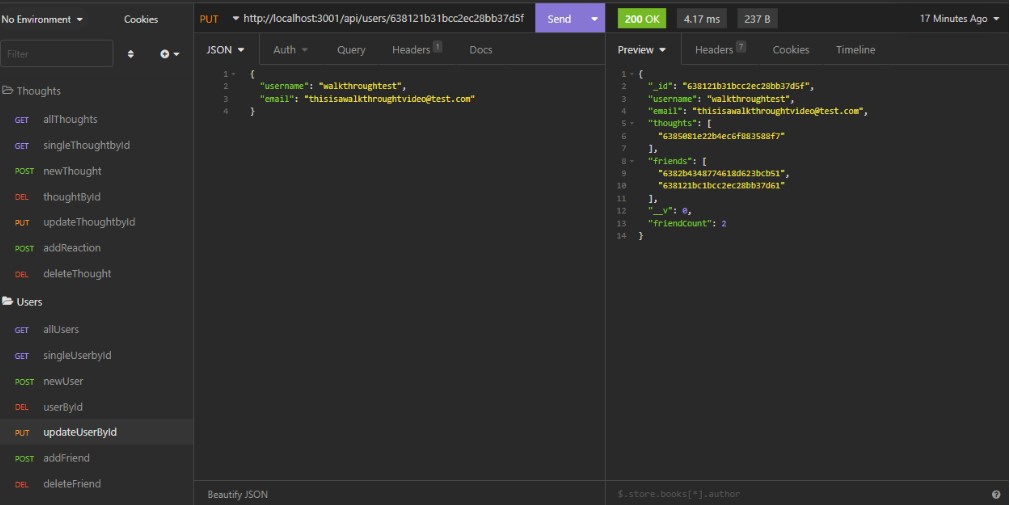 No Environment
Cookies
Filter
Thoughts
GET allThoughts
GET singleThoughtbyId
POST newThought
DEL thoughtById
PUT updateThoughtbyId
POST addReaction
DEL deleteThought
Users
GET allUsers
GET singleUserbyId
POST newUser
DEL userById
PUT updateUserById
POST addFriend
DEL deleteFriend
PUT http://localhost:3001/api/users/638121b31bcc2ec28bb37d5f Send
JSON Auth Query Headers 1 Docs
1 {
2 "username": "walkthroughtest",
3 "email": "thisisawalkthroughtvideo@test.com"
4 }
Beautify JSON
200 OK 4.17 ms 237 B 17 Minutes Ago
Preview Headers 7 Cookies Timeline
1 {
2 "_id": "638121b31bcc2ec28bb37d5f",
3 "username": "walkthroughtest",
4 "email": "thisisawalkthroughtvideo@test.com",
5 "thoughts": [
6 "6385081e22b4ec6f883588f7"
7 ],
8 "friends": [
9 "6382b4348774618d623bcb51",
10 "638121bc1bcc2ec28bb37d61"
11 ],
12 "__v": 0,
13 "friendCount": 2
14 }
$.store.books[*].author